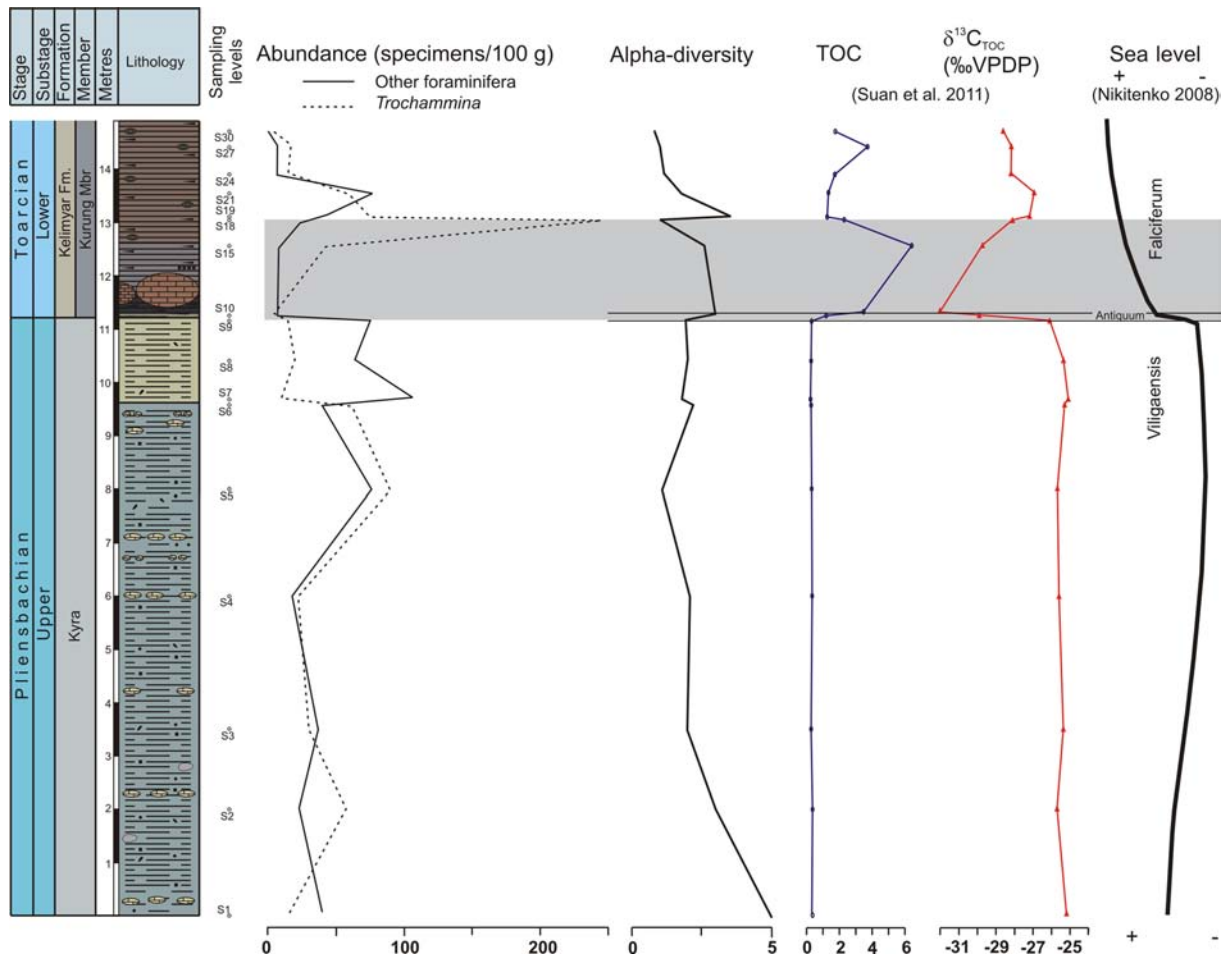 Stage
Substage
Formation
Member
Metres
Lithology
Sampling levels
Abundance (specimens/100 g)
Other foraminifera
Trochammina
Alpha-diversity
TOC
δ¹³C_TOC
(‰VPDP)
(Suan et al. 2011)
Sea level
+ -
(Nikitenko 2008)
Toarcian
Lower
Kelimyar Fm.
Kurung Mbr
Pliensbachian
Upper
Kyra
14
13
12
11
10
9
8
7
6
5
4
3
2
1
S30
S27
S24
S21
S19
S18
S15
S10
S9
S8
S7
S6
S5
S4
S3
S2
S1
Falciferum
Antiquum
Viligaensis
0 100 200
0 5
0 2 4 6
-31 -29 -27 -25
+ -